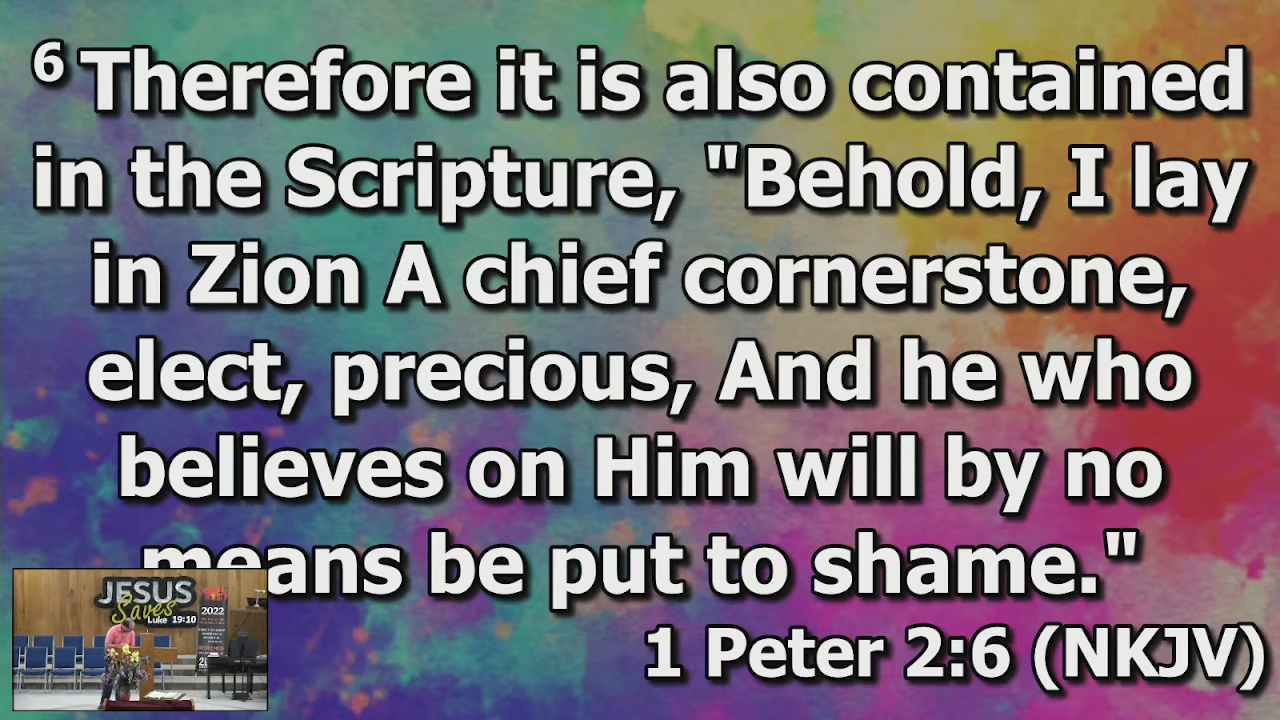 6 Therefore it is also contained
in the Scripture, "Behold, I lay
in Zion A chief cornerstone,
elect, precious, And he who
believes on Him will by no
means be put to shame."
1 Peter 2:6 (NKJV)
JESUS
Saves
Luke 19:10
2022